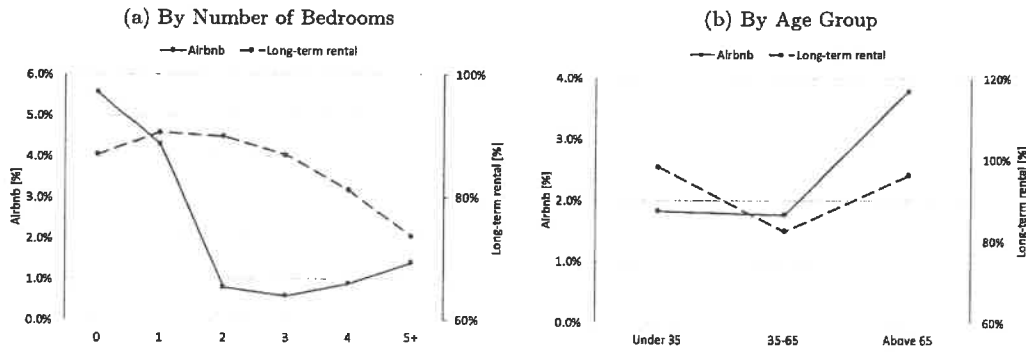 (a) By Number of Bedrooms
Airbnb Long-term rental
6.0%
5.0%
4.0%
3.0%
2.0%
1.0%
0.0%
Airbnb [%]
100%
80%
60%
Long-term rental [%]
0 1 2 3 4 5+
(b) By Age Group
Airbnb Long-term rental
4.0%
3.0%
2.0%
1.0%
0.0%
Airbnb [%]
120%
100%
80%
60%
Long-term rental [%]
Under 35 35-65 Above 65